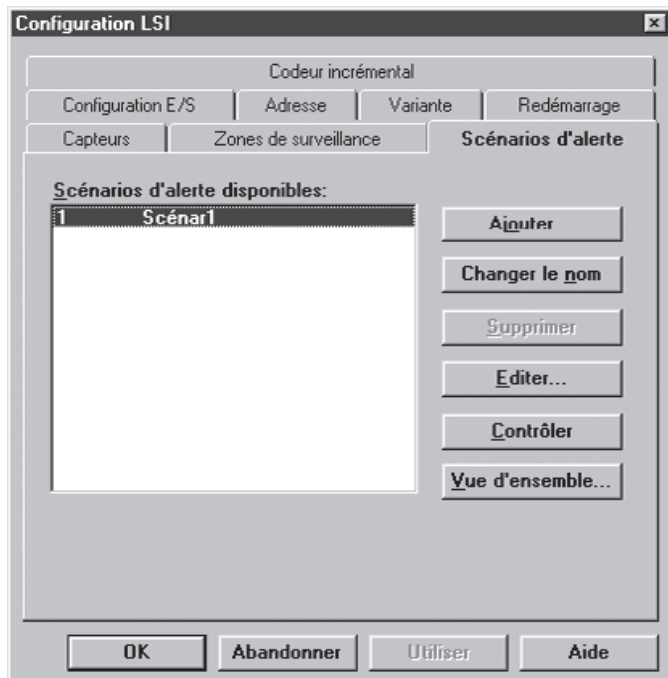 Configuration LSI
Codeur incrémental
Configuration E/S Adresse Variante Redémarrage
Capteurs Zones de surveillance Scénarios d'alerte
Scénarios d'alerte disponibles:
1 Scénar1
Ajouter
Changer le nom
Supprimer
Editer...
Contrôler
Vue d'ensemble...
OK Abandonner Utiliser Aide